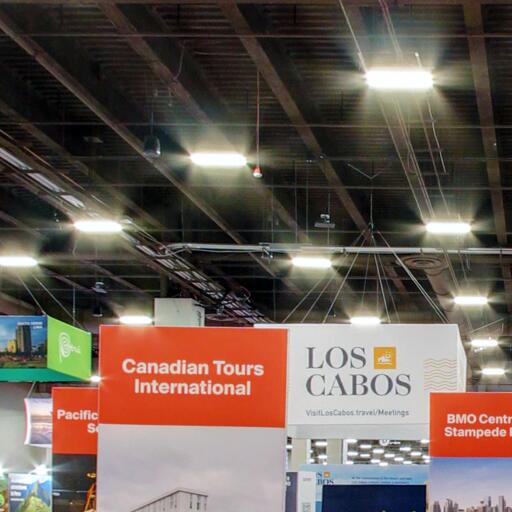 Canadian Tours
International
LOS
CABOS
VisitLosCabos.travel/Meetings
Pacific
BMO Centr
Stampede